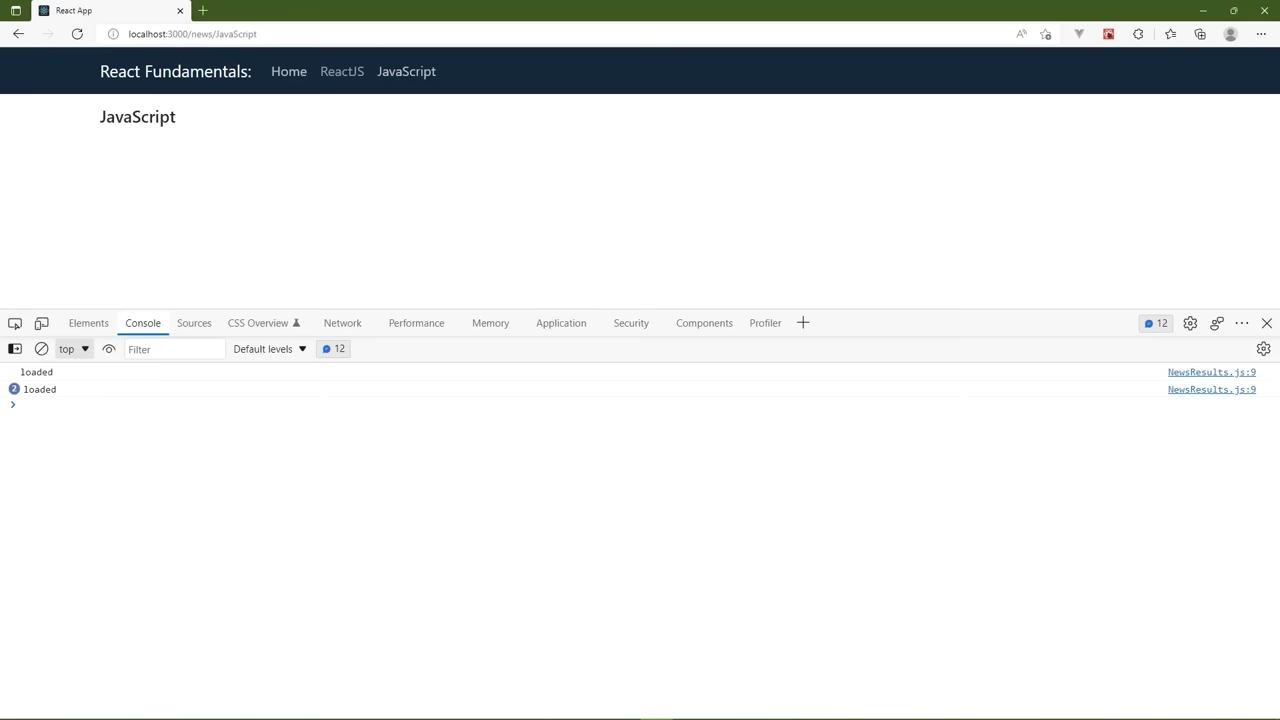 React App
localhost:3000/news/JavaScript
React Fundamentals: Home ReactJS JavaScript
JavaScript
Elements Console Sources CSS Overview Network Performance Memory Application Security Components Profiler 12
top Filter Default levels 12
loaded NewsResults.js:9
2 loaded NewsResults.js:9